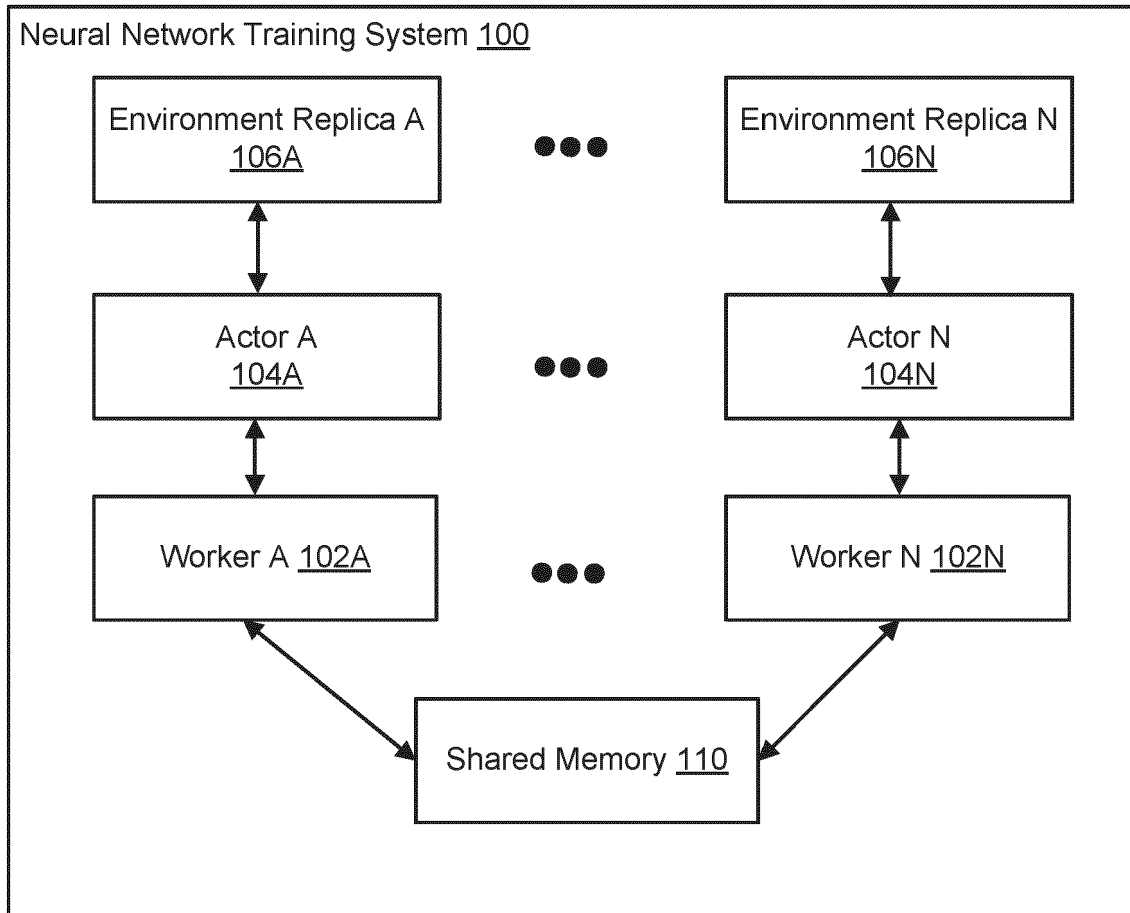 Neural Network Training System 100
Environment Replica A
106A
Environment Replica N
106N
Actor A
104A
Actor N
104N
Worker A 102A
Worker N 102N
Shared Memory 110